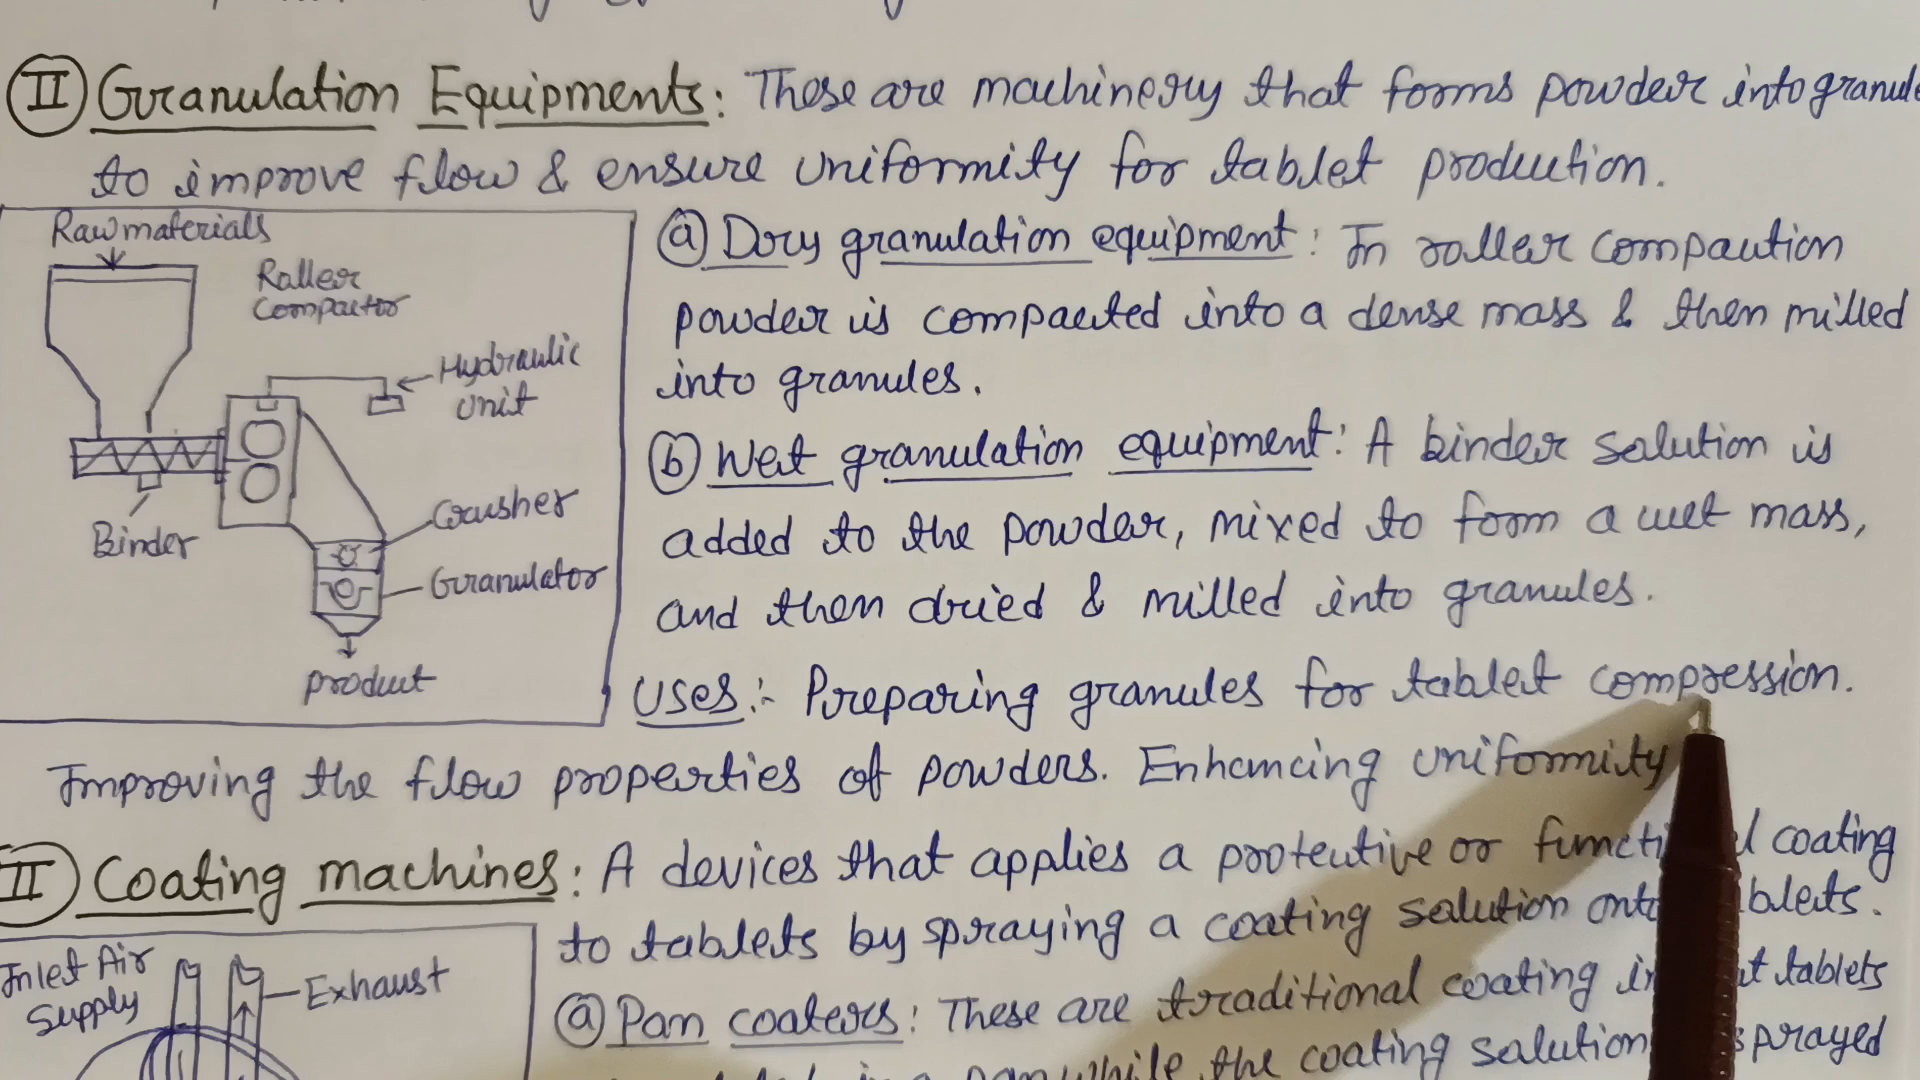 II Granulation Equipments: These are machinery that forms powder into granule
to improve flow & ensure uniformity for tablet production.
Raw materials
Roller
Compactor
Hydraulic
Unit
Binder
Crusher
Granulator
product
a Dry granulation equipment: In roller compaction
powder is compacted into a dense mass & then milled
into granules.
b Wet granulation equipment: A binder solution is
added to the powder, mixed to form a wet mass,
and then dried & milled into granules.
Uses:- Preparing granules for tablet compression.
Improving the flow properties of powders. Enhancing uniformity
II Coating machines: A devices that applies a protective or coating
to tablets by spraying a coating solution
Inlet Air
Supply
Exhaust
a Pan coaters: These are traditional coating tablets
while the coating solution sprayed